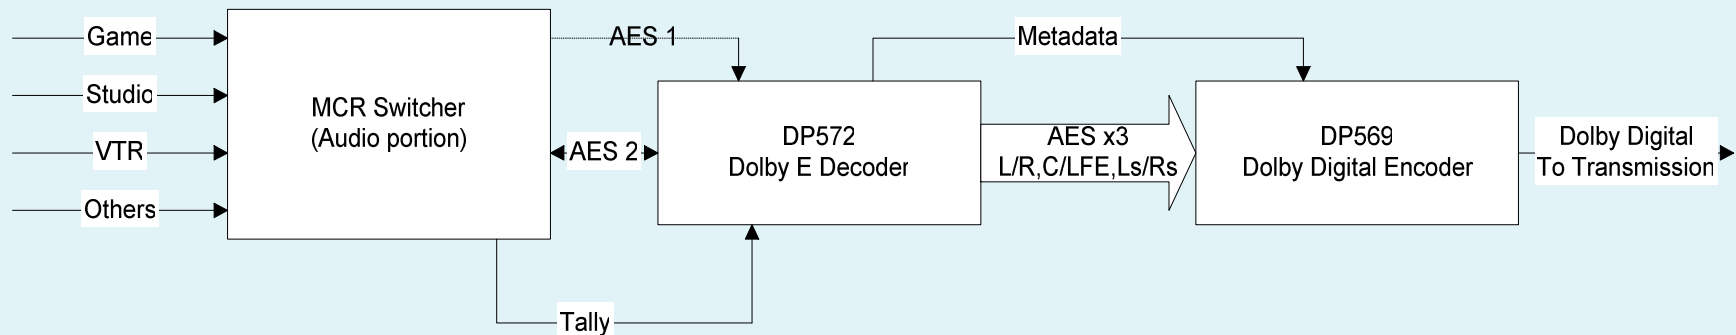 Game
Studio
VTR
Others
MCR Switcher
(Audio portion)
AES 1
AES 2
Tally
DP572
Dolby E Decoder
Metadata
AES x3
L/R,C/LFE,Ls/Rs
DP569
Dolby Digital Encoder
Dolby Digital
To Transmission